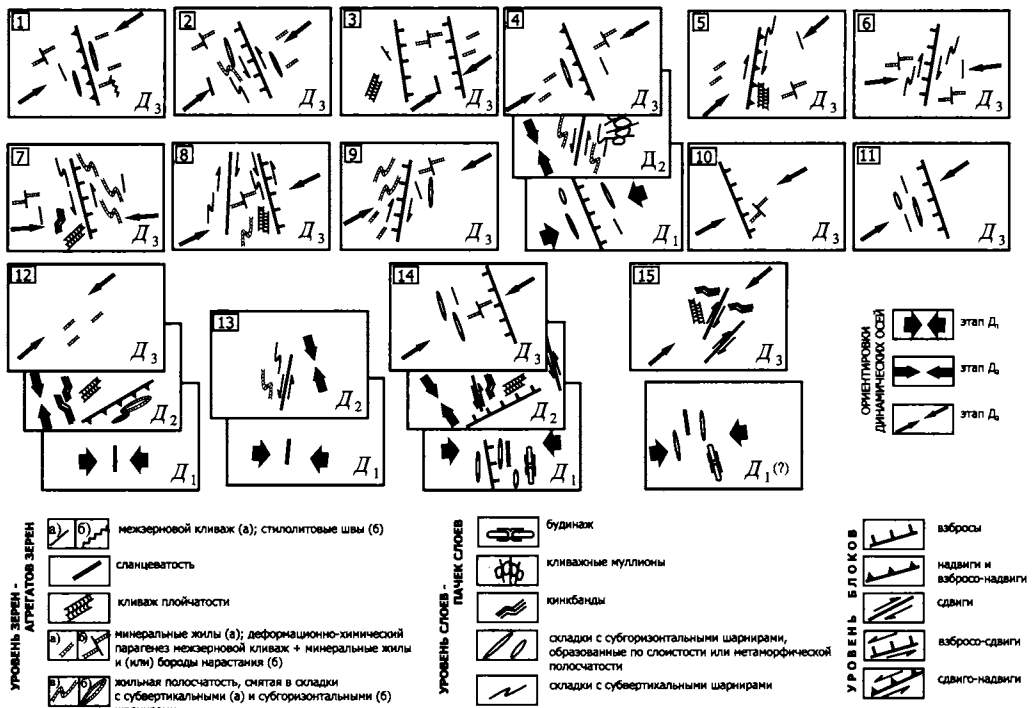 1 2 3 4 5 6
Д3 Д3 Д3 Д3 Д3 Д3
Д2
7 8 9 10 11
Д3 Д3 Д3 Д1 Д3 Д3
12 13 14 15
Д3 Д3 Д3
Д2 Д2 Д2
Д1 Д1 Д1 Д1(?)
ОРИЕНТИРОВКИ
ДИНАМИЧЕСКИХ ОСЕЙ
этап Д1
этап Д2
этап Д3
УРОВЕНЬ ЗЕРЕН -
АГРЕГАТОВ ЗЕРЕН
а) б) межзерновой кливаж (а); стилолитовые швы (б)
сланцеватость
кливаж плойчатости
а) б) минеральные жилы (а); деформационно-химический
парагенез межзерновой кливаж + минеральные жилы
и (или) бороды нарастания (б)
а) б) жильная полосчатость, смятая в складки
с субвертикальными (а) и субгоризонтальными (б)
УРОВЕНЬ СЛОЕВ -
ПАЧЕК СЛОЕВ
будинаж
кливажные муллионы
кинкбанды
складки с субгоризонтальными шарнирами,
образованные по слоистости или метаморфической
полосчатости
складки с субвертикальными шарнирами
УРОВЕНЬ БЛОКОВ
взбросы
надвиги и
взбросо-надвиги
сдвиги
взбросо-сдвиги
сдвиго-надвиги